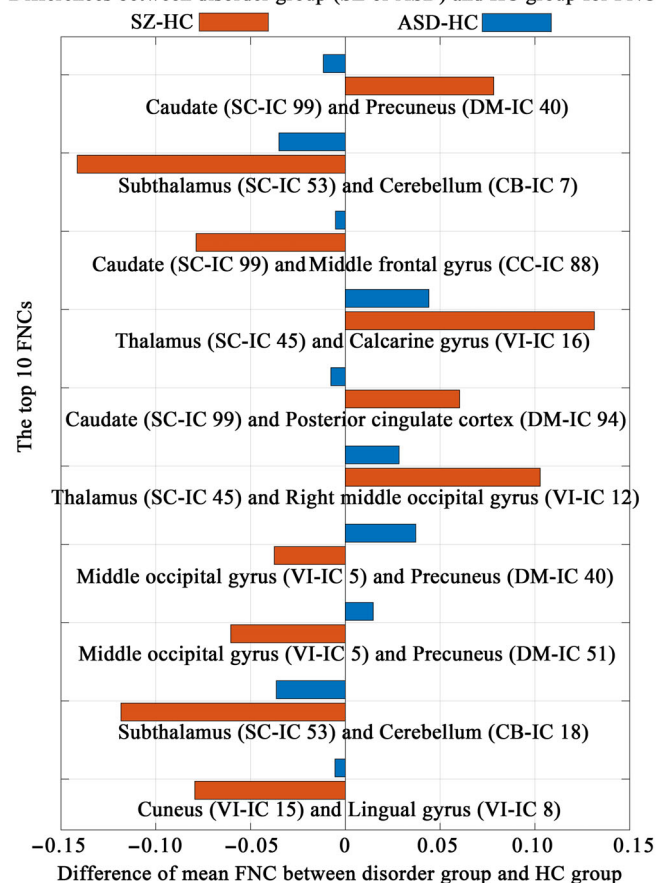 SZ-HC ASD-HC
Caudate (SC-IC 99) and Precuneus (DM-IC 40)
Subthalamus (SC-IC 53) and Cerebellum (CB-IC 7)
Caudate (SC-IC 99) and Middle frontal gyrus (CC-IC 88)
Thalamus (SC-IC 45) and Calcarine gyrus (VI-IC 16)
Caudate (SC-IC 99) and Posterior cingulate cortex (DM-IC 94)
Thalamus (SC-IC 45) and Right middle occipital gyrus (VI-IC 12)
Middle occipital gyrus (VI-IC 5) and Precuneus (DM-IC 40)
Middle occipital gyrus (VI-IC 5) and Precuneus (DM-IC 51)
Subthalamus (SC-IC 53) and Cerebellum (CB-IC 18)
Cuneus (VI-IC 15) and Lingual gyrus (VI-IC 8)
The top 10 FNCs
−0.15 −0.10 −0.05 0 0.05 0.10 0.15
Difference of mean FNC between disorder group and HC group